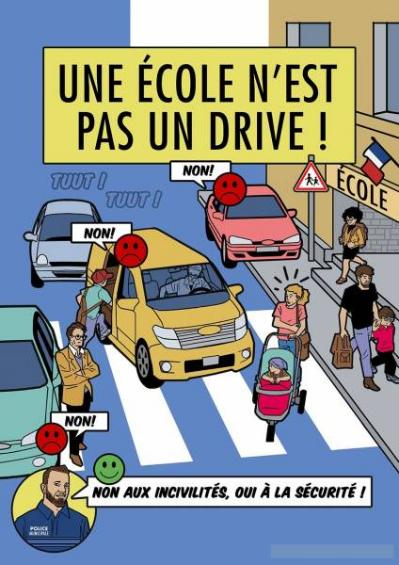 UNE ÉCOLE N'EST
PAS UN DRIVE !
TUUT !
TUUT !
NON!
NON!
ÉCOLE
NON!
NON AUX INCIVILITÉS, OUI À LA SÉCURITÉ !
POLICE
MUNICIPALE